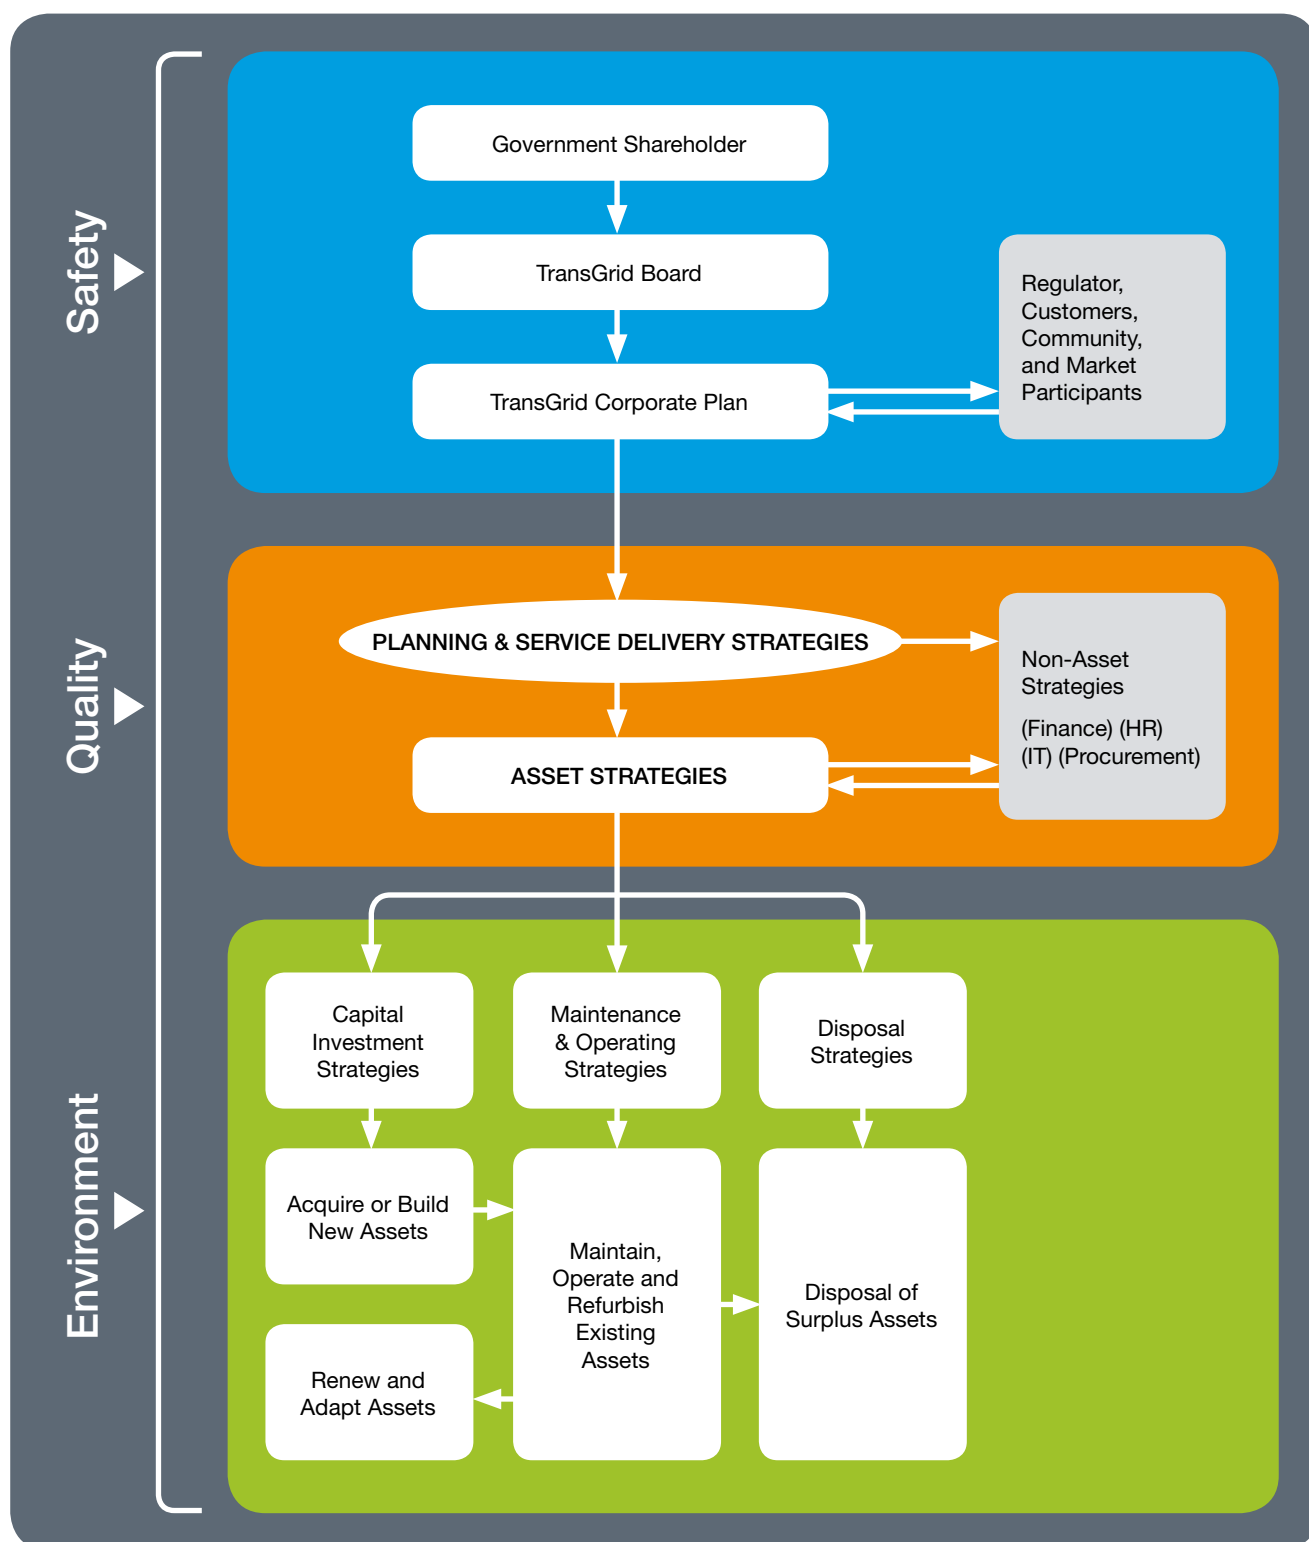 Safety
Government Shareholder
TransGrid Board
TransGrid Corporate Plan
Regulator,
Customers,
Community,
and Market
Participants
Quality
PLANNING & SERVICE DELIVERY STRATEGIES
ASSET STRATEGIES
Non-Asset
Strategies
(Finance) (HR)
(IT) (Procurement)
Environment
Capital
Investment
Strategies
Maintenance
& Operating
Strategies
Disposal
Strategies
Acquire or Build
New Assets
Renew and
Adapt Assets
Maintain,
Operate and
Refurbish
Existing
Assets
Disposal of
Surplus Assets